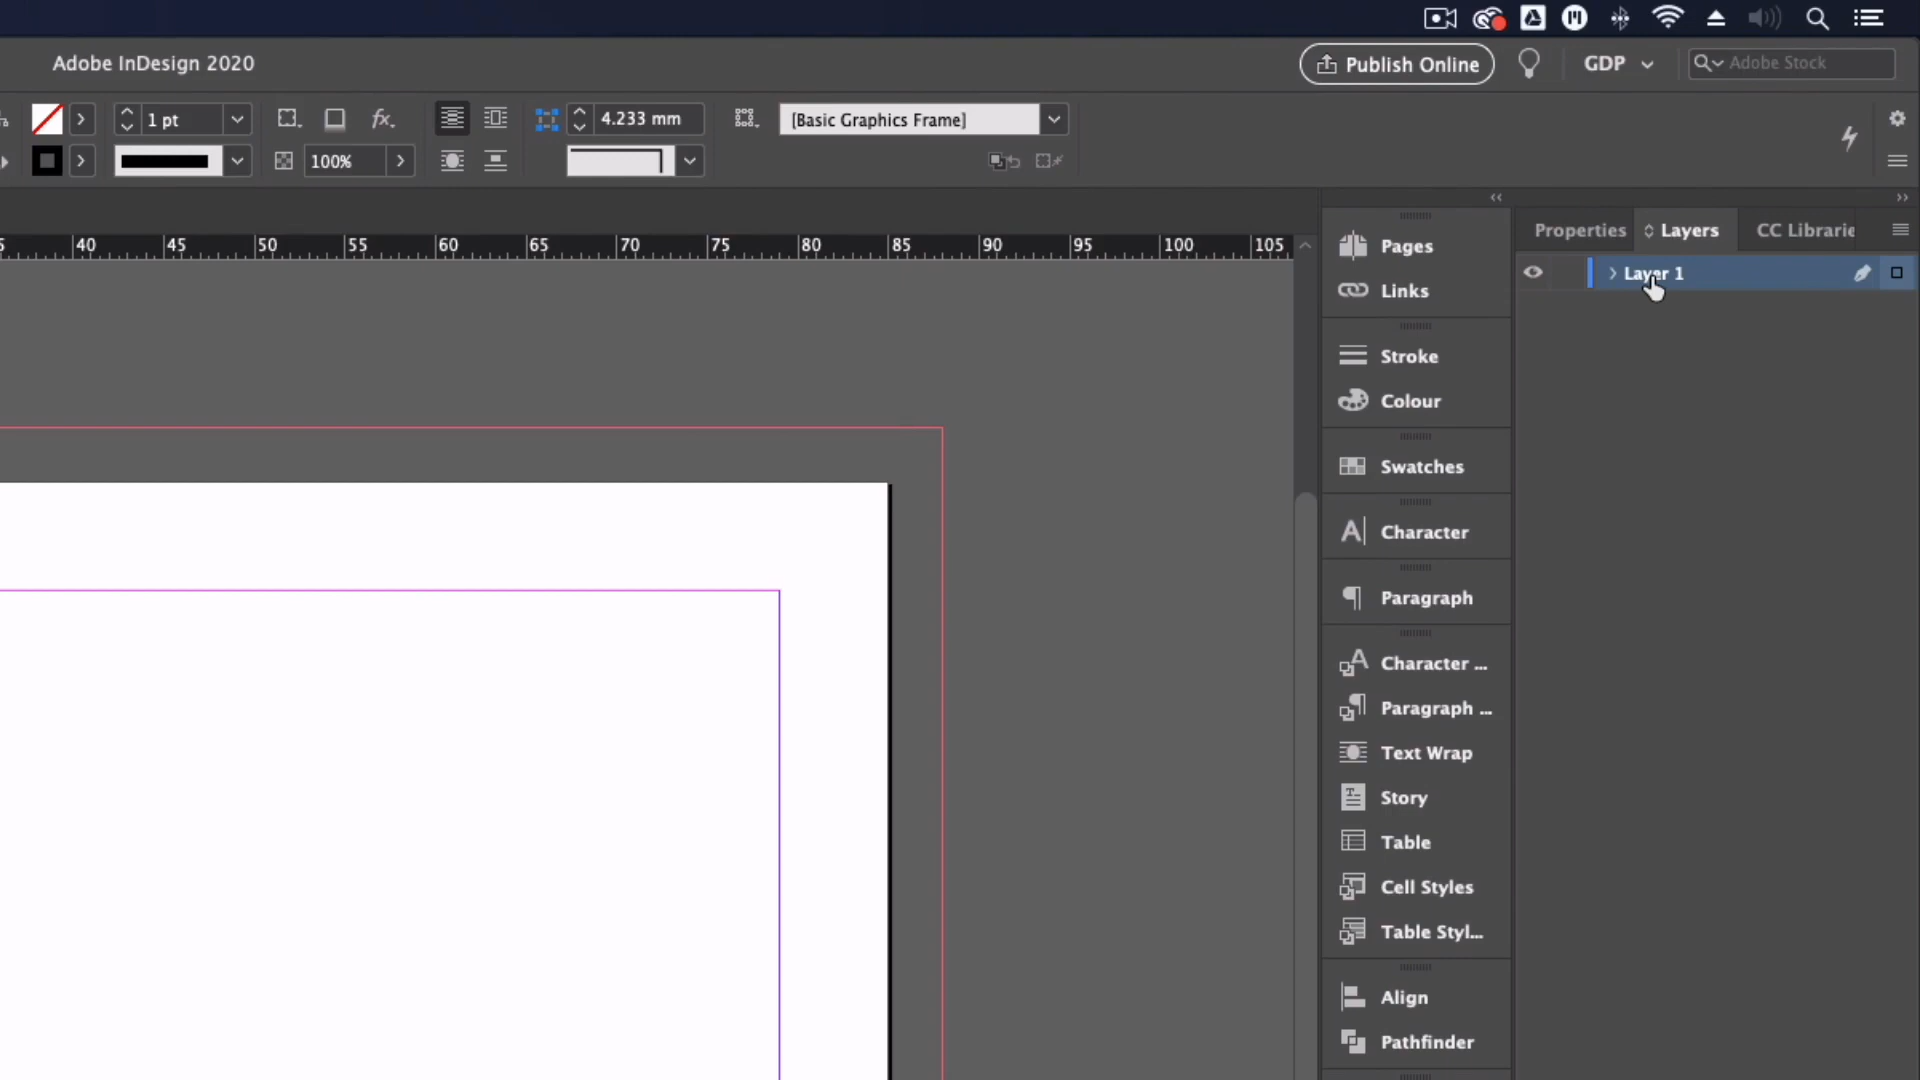 Adobe InDesign 2020
Publish Online
GDP
Adobe Stock
1 pt
4.233 mm
[Basic Graphics Frame]
100%
40 45 50 55 60 65 70 75 80 85 90 95 100 105
Properties
Layers
CC Librarie
Layer 1
Pages
Links
Stroke
Colour
Swatches
Character
Paragraph
Character ...
Paragraph ...
Text Wrap
Story
Table
Cell Styles
Table Styl...
Align
Pathfinder